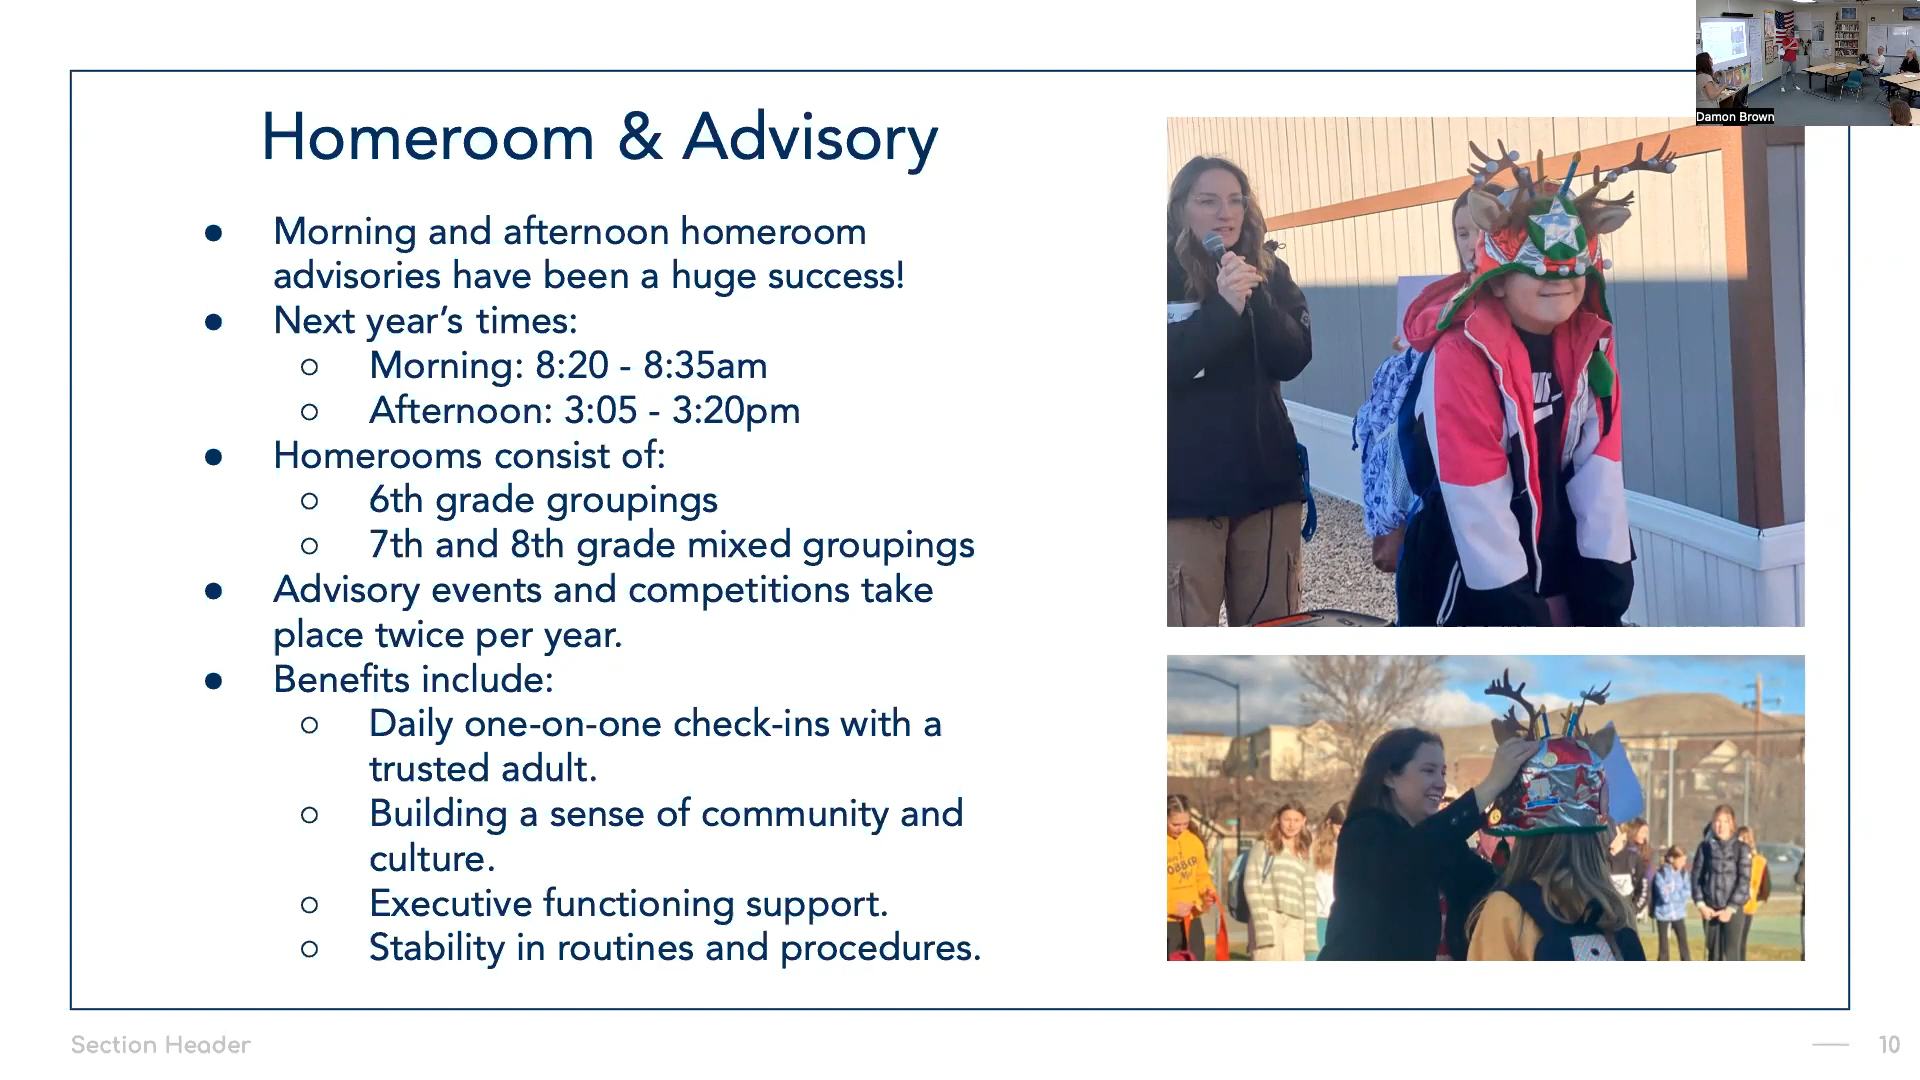 Damon Brown
Homeroom & Advisory
● Morning and afternoon homeroom
advisories have been a huge success!
● Next year’s times:
○ Morning: 8:20 - 8:35am
○ Afternoon: 3:05 - 3:20pm
● Homerooms consist of:
○ 6th grade groupings
○ 7th and 8th grade mixed groupings
● Advisory events and competitions take
place twice per year.
● Benefits include:
○ Daily one-on-one check-ins with a
trusted adult.
○ Building a sense of community and
culture.
○ Executive functioning support.
○ Stability in routines and procedures.
Section Header
10